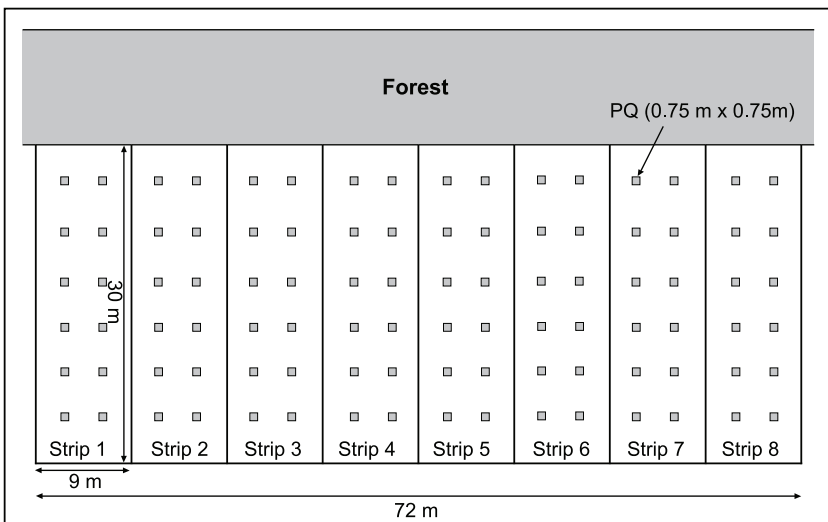 Forest
PQ (0.75 m x 0.75m)
30 m
Strip 1
Strip 2
Strip 3
Strip 4
Strip 5
Strip 6
Strip 7
Strip 8
9 m
72 m